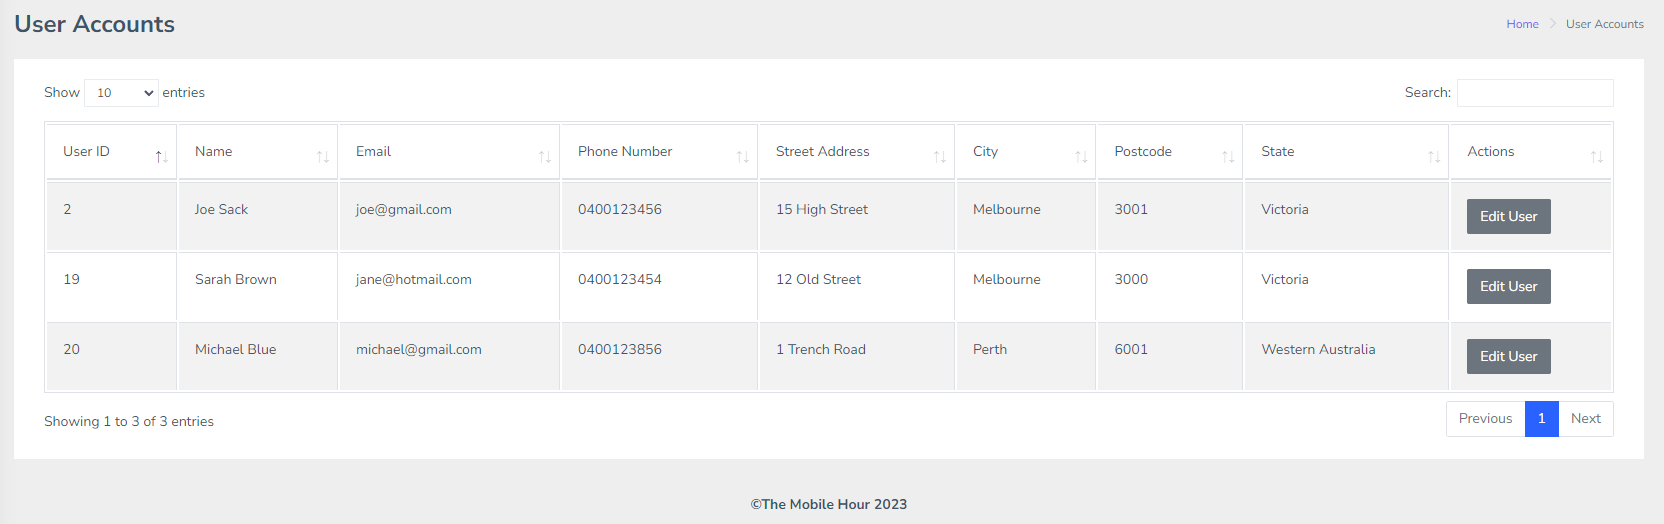 User Accounts
Home > User Accounts
Show 10 entries
Search:
User ID Name Email Phone Number Street Address City Postcode State Actions
2 Joe Sack joe@gmail.com 0400123456 15 High Street Melbourne 3001 Victoria Edit User
19 Sarah Brown jane@hotmail.com 0400123454 12 Old Street Melbourne 3000 Victoria Edit User
20 Michael Blue michael@gmail.com 0400123856 1 Trench Road Perth 6001 Western Australia Edit User
Showing 1 to 3 of 3 entries
Previous 1 Next
©The Mobile Hour 2023